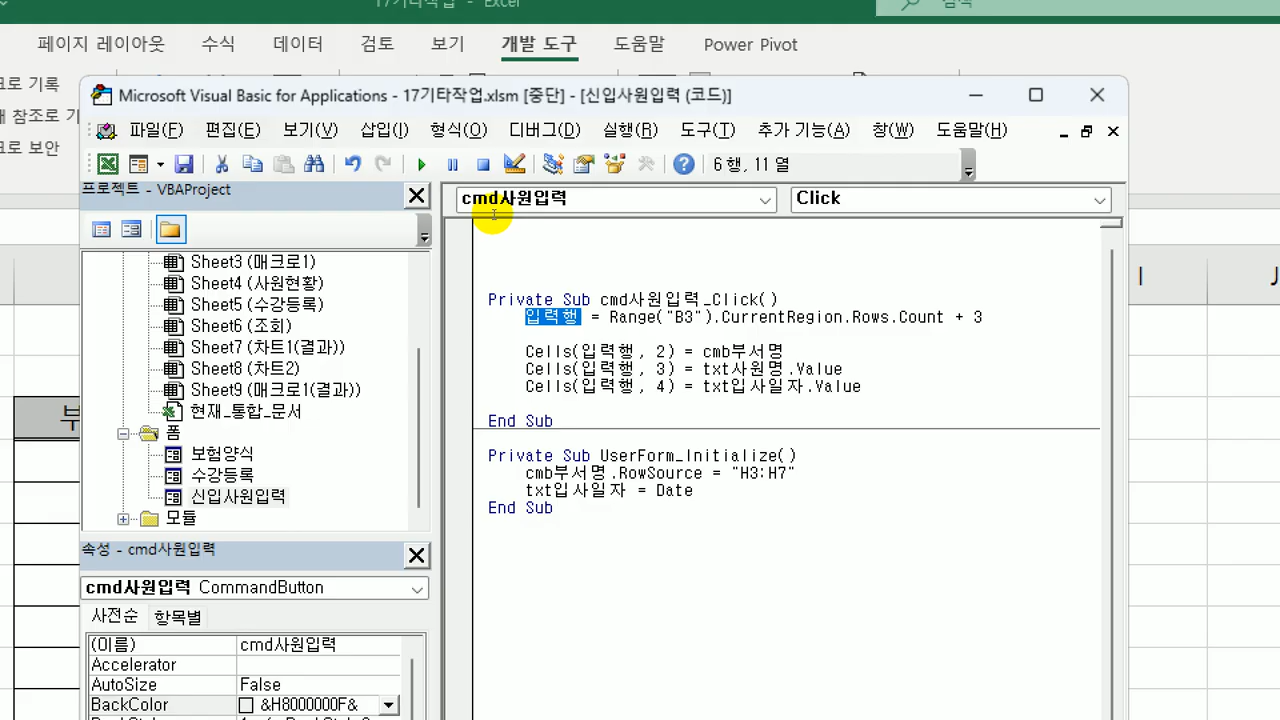 17기타작업 - Excel
검색
페이지 레이아웃 수식 데이터 검토 보기 개발 도구 도움말 Power Pivot
크로 기록
크로 보안
Microsoft Visual Basic for Applications - 17기타작업.xlsm [중단] - [신입사원입력 (코드)]
파일(F) 편집(E) 보기(V) 삽입(I) 형식(O) 디버그(D) 실행(R) 도구(T) 추가 기능(A) 창(W) 도움말(H)
6 행, 11 열
프로젝트 - VBAProject
cmd사원입력 Click
Sheet3 (매크로1)
Sheet4 (사원현황)
Sheet5 (수강등록)
Sheet6 (조회)
Sheet7 (차트1(결과))
Sheet8 (차트2)
Sheet9 (매크로1(결과))
현재_통합_문서
폼
보험양식
수강등록
신입사원입력
모듈
Private Sub cmd사원입력_Click()
입력행 = Range("B3").CurrentRegion.Rows.Count + 3
Cells(입력행, 2) = cmb부서명
Cells(입력행, 3) = txt사원명.Value
Cells(입력행, 4) = txt입사일자.Value
End Sub
Private Sub UserForm_Initialize()
cmb부서명.RowSource = "H3:H7"
txt입사일자 = Date
End Sub
속성 - cmd사원입력
cmd사원입력 CommandButton
사전순 항목별
(이름) cmd사원입력
Accelerator
AutoSize False
BackColor &H8000000F&
부
I
J